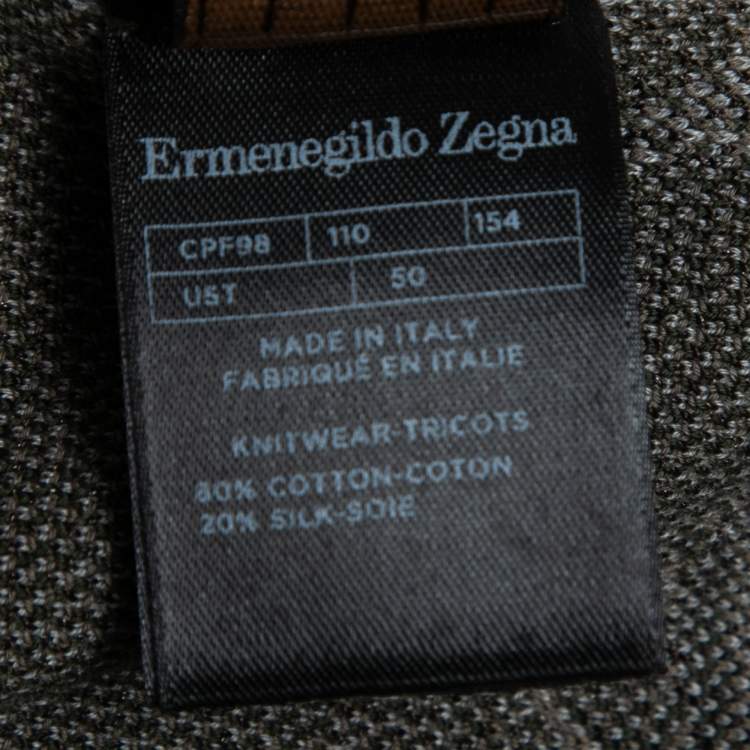 Ermenegildo Zegna
CPF98 110 154
UST 50
MADE IN ITALY
FABRIQUÉ EN ITALIE
KNITWEAR-TRICOTS
80% COTTON-COTON
20% SILK-SOIE